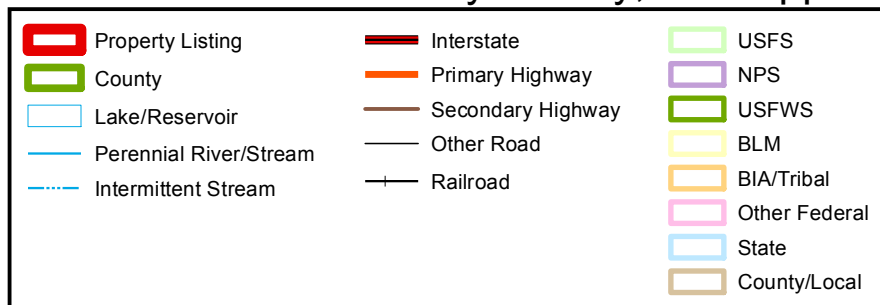 Property Listing
County
Lake/Reservoir
Perennial River/Stream
Intermittent Stream
Interstate
Primary Highway
Secondary Highway
Other Road
Railroad
USFS
NPS
USFWS
BLM
BIA/Tribal
Other Federal
State
County/Local